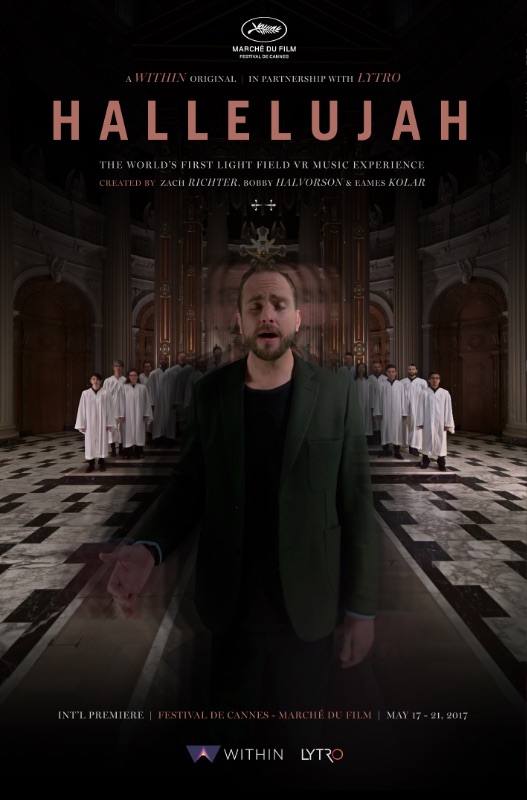 MARCHÉ DU FILM
FESTIVAL DE CANNES
A WITHIN ORIGINAL | IN PARTNERSHIP WITH LYTRO
HALLELUJAH
THE WORLD'S FIRST LIGHT FIELD VR MUSIC EXPERIENCE
CREATED BY ZACH RICHTER, BOBBY HALVORSON & EAMES KOLAR
INT'L PREMIERE | FESTIVAL DE CANNES - MARCHÉ DU FILM | MAY 17 - 21, 2017
WITHIN LYTRO